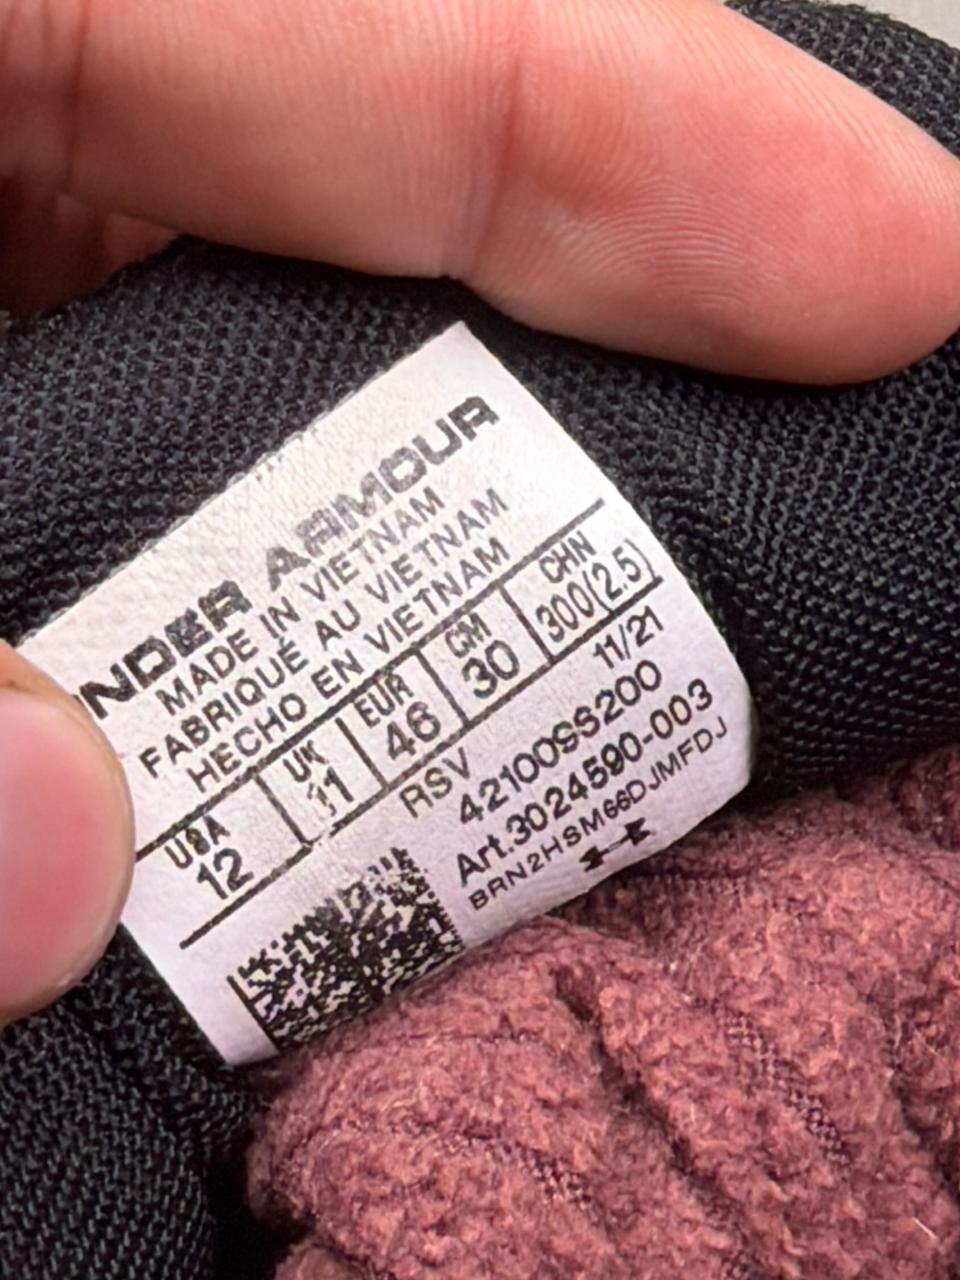 NDER ARMOUR
MADE IN VIETNAM
FABRIQUÉ AU VIETNAM
HECHO EN VIETNAM
USA UK EUR CM CHN
12 11 46 30 300(2.5)
RSV 11/21
42100SS200
Art.3024590-003
BRN2HSM66DJMFDJ